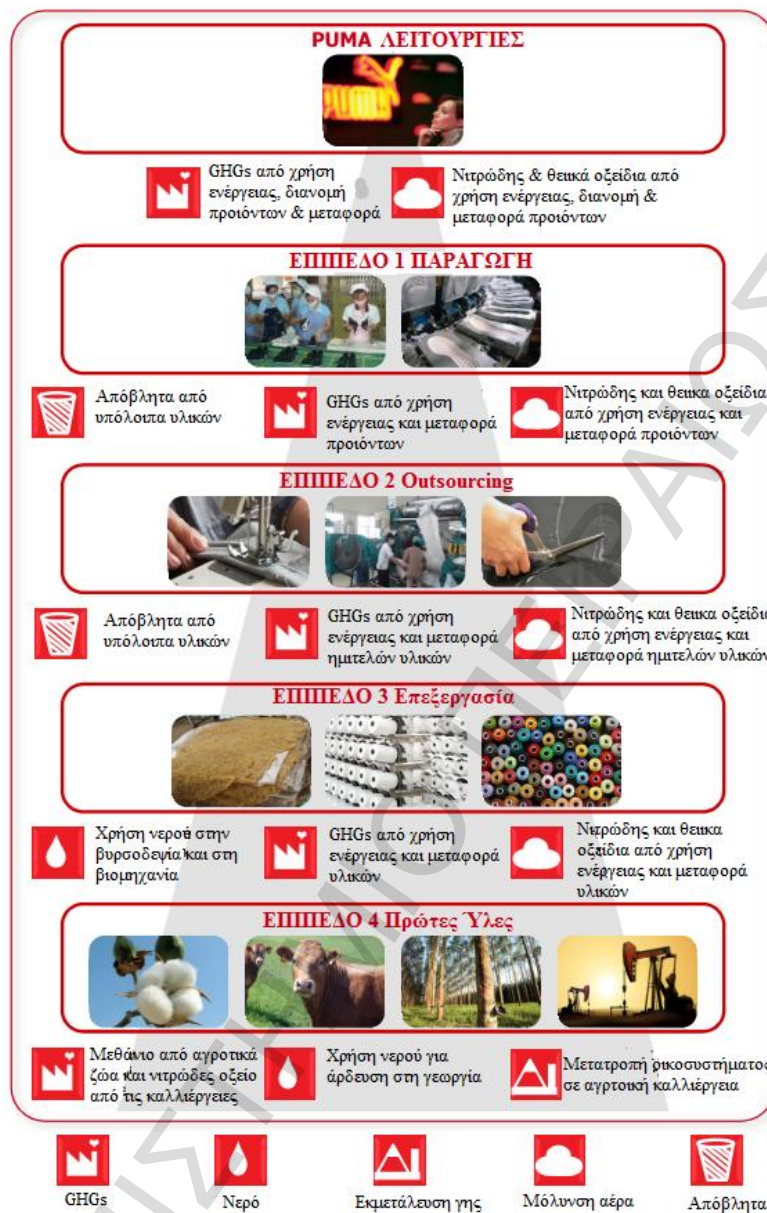 PUMA ΛΕΙΤΟΥΡΓΙΕΣ
GHGs από χρήση
ενέργειας, διανομή
προιόντων & μεταφορά
Νιτρώδης & θειικά οξείδια από
χρήση ενέργειας, διανομή &
μεταφορά προιόντων
ΕΠΙΠΕΔΟ 1 ΠΑΡΑΓΩΓΗ
Απόβλητα από
υπόλοιπα υλικών
GHGs από χρήση
ενέργειας και μεταφορά
προιόντων
Νιτρώδης και θειικα οξείδια
από χρήση ενέργειας και
μεταφορά προιόντων
ΕΠΙΠΕΔΟ 2 Outsourcing
Απόβλητα από
υπόλοιπα υλικών
GHGs από χρήση
ενέργειας και μεταφορά
ημιτελών υλικών
Νιτρώδης και θειικα οξείδια
από χρήση ενέργειας και
μεταφορά ημιτελών υλικών
ΕΠΙΠΕΔΟ 3 Επεξεργασία
Χρήση νερού στην
βυρσοδεψία και στη
βιομηχανία
GHGs από χρήση
ενέργειας και μεταφορά
υλικών
Νιτρώδης και θειικα
οξείδια από χρήση
ενέργειας και μεταφορά
υλικών
ΕΠΙΠΕΔΟ 4 Πρώτες Ύλες
Μεθάνιο από αγροτικά
ζώα και νιτρώδες οξείο
από τις καλλιέργειες
Χρήση νερού για
άρδευση στη γεωργία
Μετατροπή οικοσυστήματος
σε αγρτοική καλλιέργεια
GHGs
Νερό
Εκμετάλευση γης
Μόλυνση αέρα
Απόβλητα